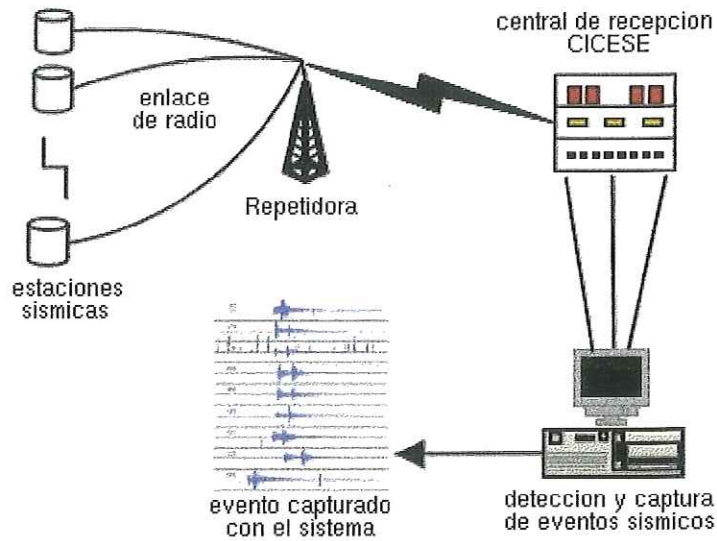 central de recepcion
CICESE
enlace
de radio
Repetidora
estaciones
sismicas
evento capturado
con el sistema
deteccion y captura
de eventos sismicos